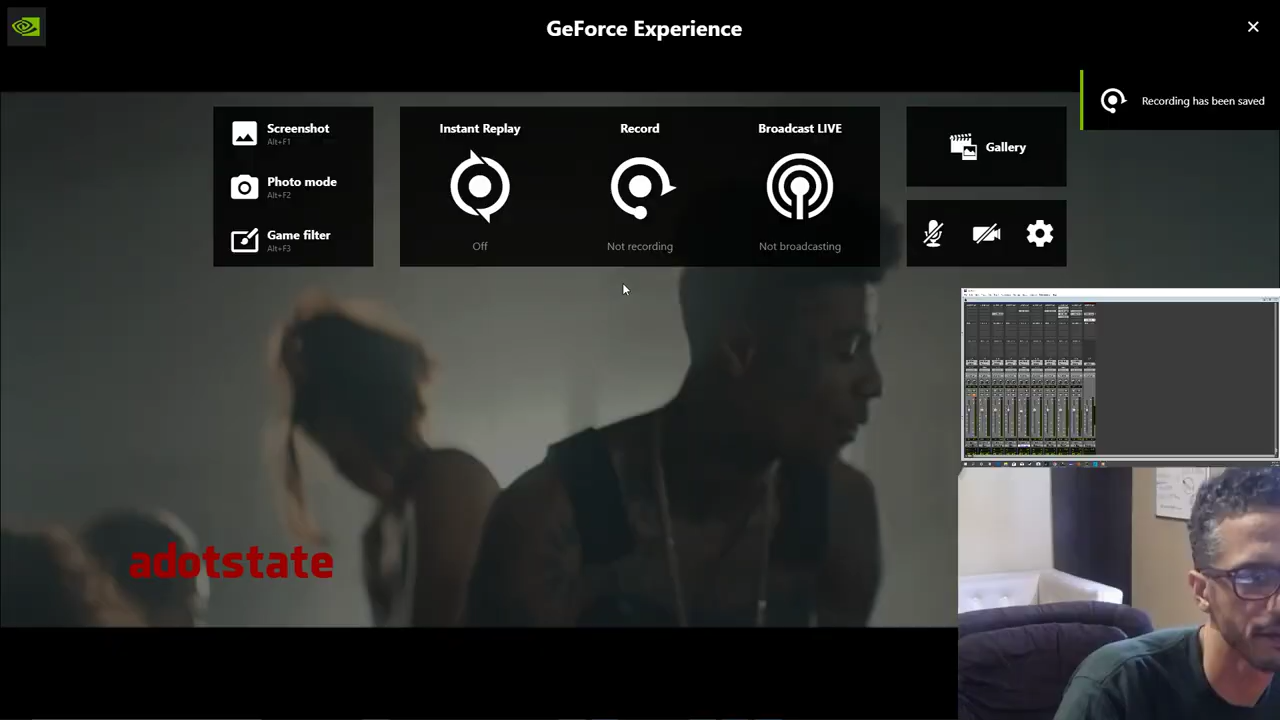 GeForce Experience
Recording has been saved
Screenshot
Alt+F1
Photo mode
Alt+F2
Game filter
Alt+F3
Instant Replay
Off
Record
Not recording
Broadcast LIVE
Not broadcasting
Gallery
adotstate